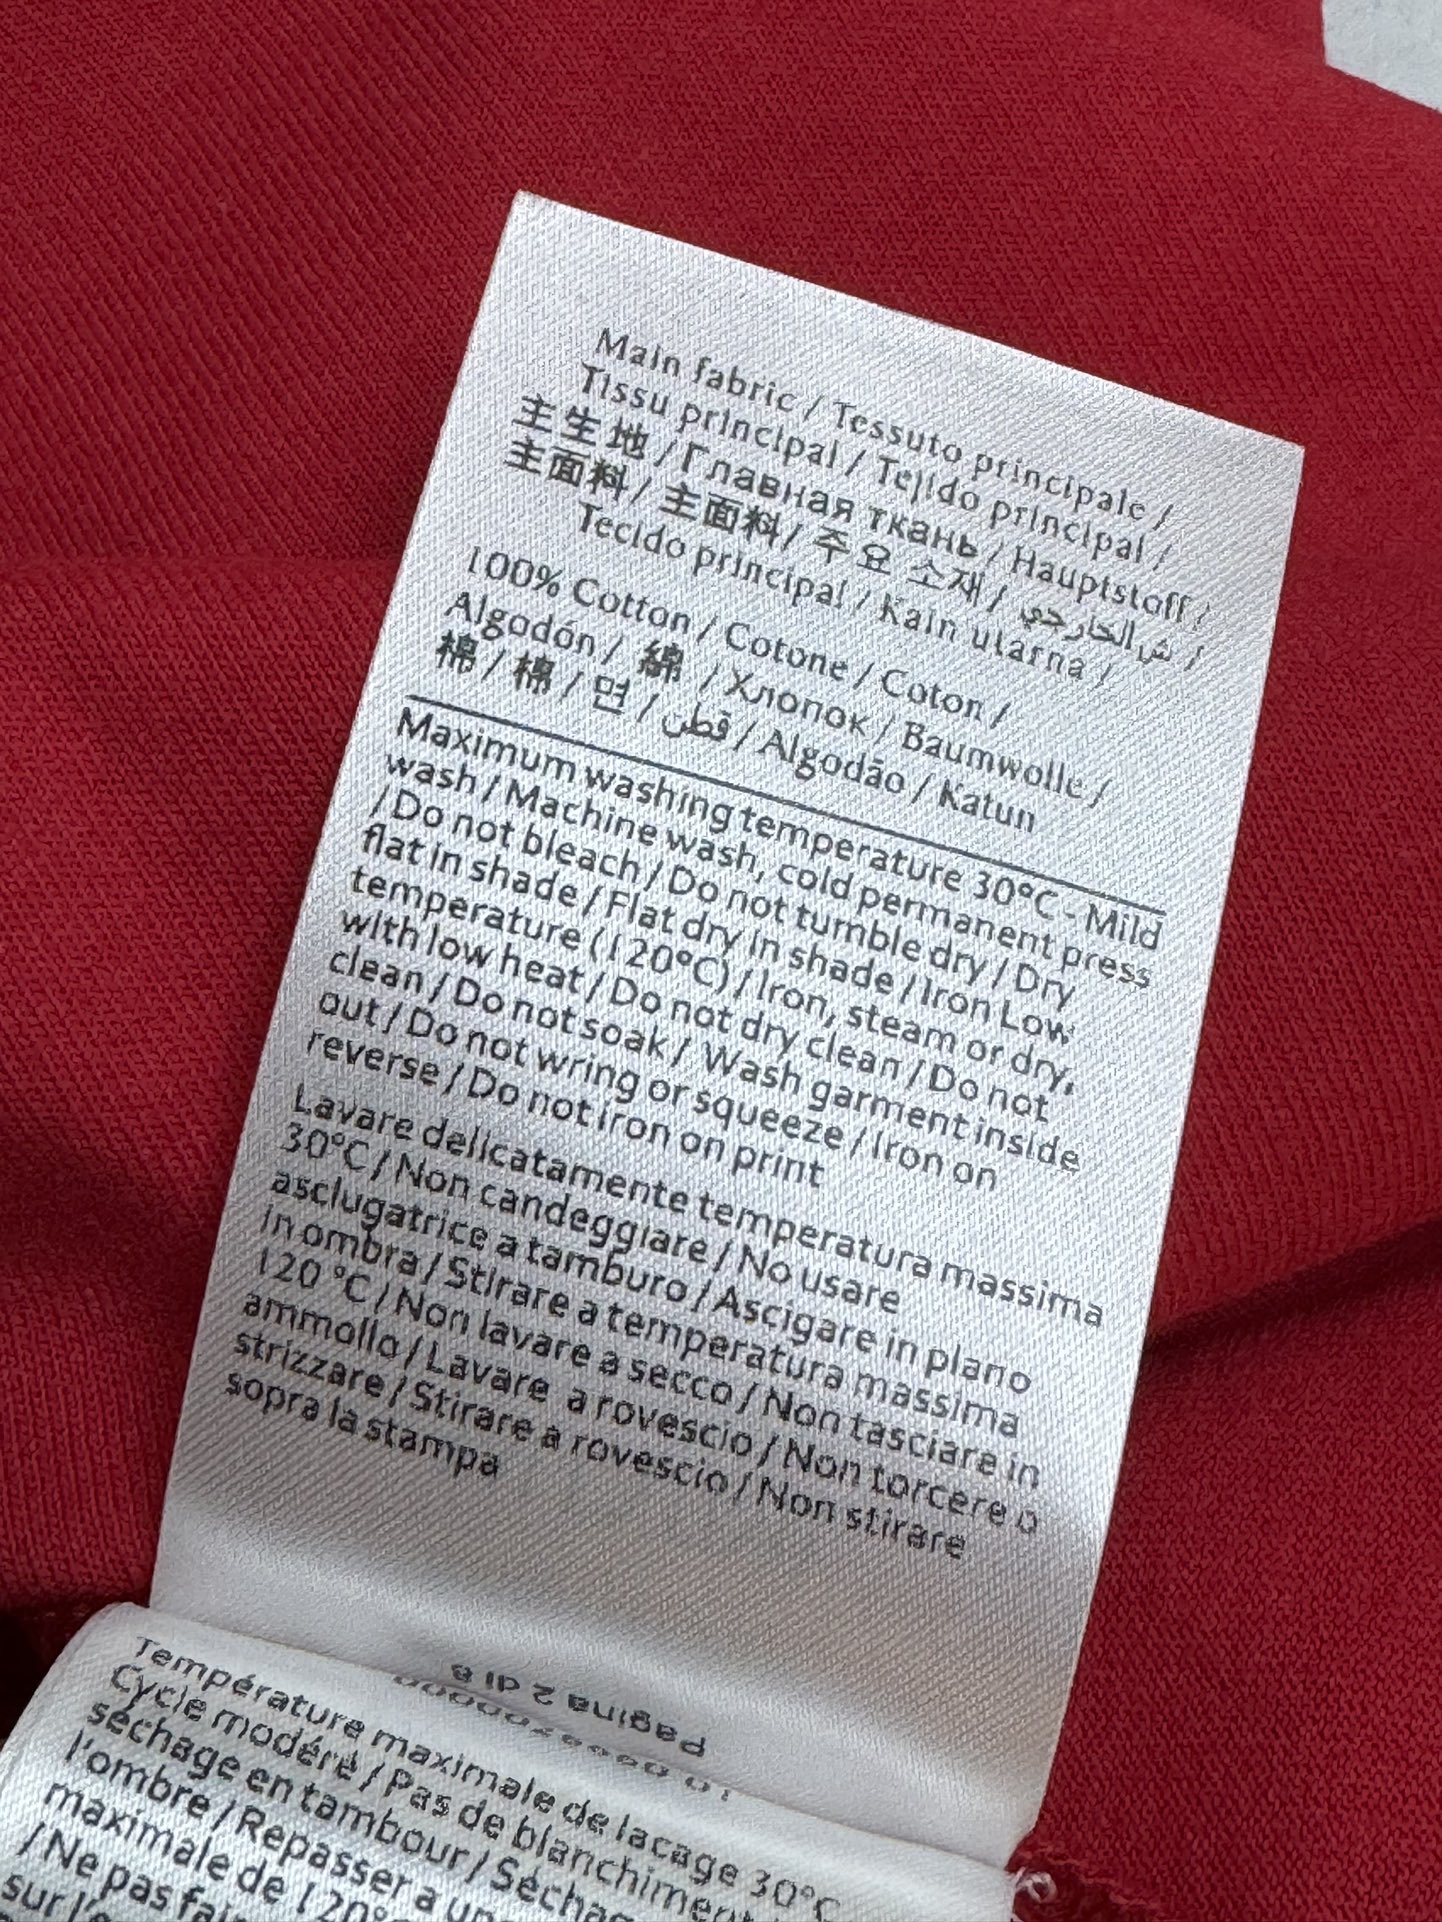 Main fabric / Tessuto principale /
Tissu principal / Tejido principal /
主生地 / Главная ткань / Hauptstoff /
主面料 / 主面料 / 주요 소재 / ش الخارجي /
Tecido principal / Kain utama /
100% Cotton / Cotone / Coton /
Algodón / 綿 / Хлопок / Baumwolle /
棉 / 棉 / 면 / قطن / Algodão / Katun
Maximum washing temperature 30°C - Mild
wash / Machine wash, cold permanent press
/ Do not bleach / Do not tumble dry / Dry
flat in shade / Flat dry in shade / Iron Low
temperature (120°C) / Iron, steam or dry,
with low heat / Do not dry clean / Do not
clean / Do not soak / Wash garment inside
out / Do not wring or squeeze / Iron on
reverse / Do not iron on print
Lavare delicatamente temperatura massima
30°C / Non candeggiare / No usare
asciugatrice a tamburo / Ascigare in plano
in ombra / Stirare a temperatura massima
120 °C / Non lavare a secco / Non tasciare in
ammollo / Lavare a rovescio / Non torcere o
strizzare / Stirare a rovescio / Non stirare
sopra la stampa
Pagina 2 di 8
Température maximale de lacage 30°C
Cycle modéré / Pas de blanchiment
séchage en tambour / Séchage
l'ombre / Repasser a un
maximale de 120°
/ Ne pas
sur